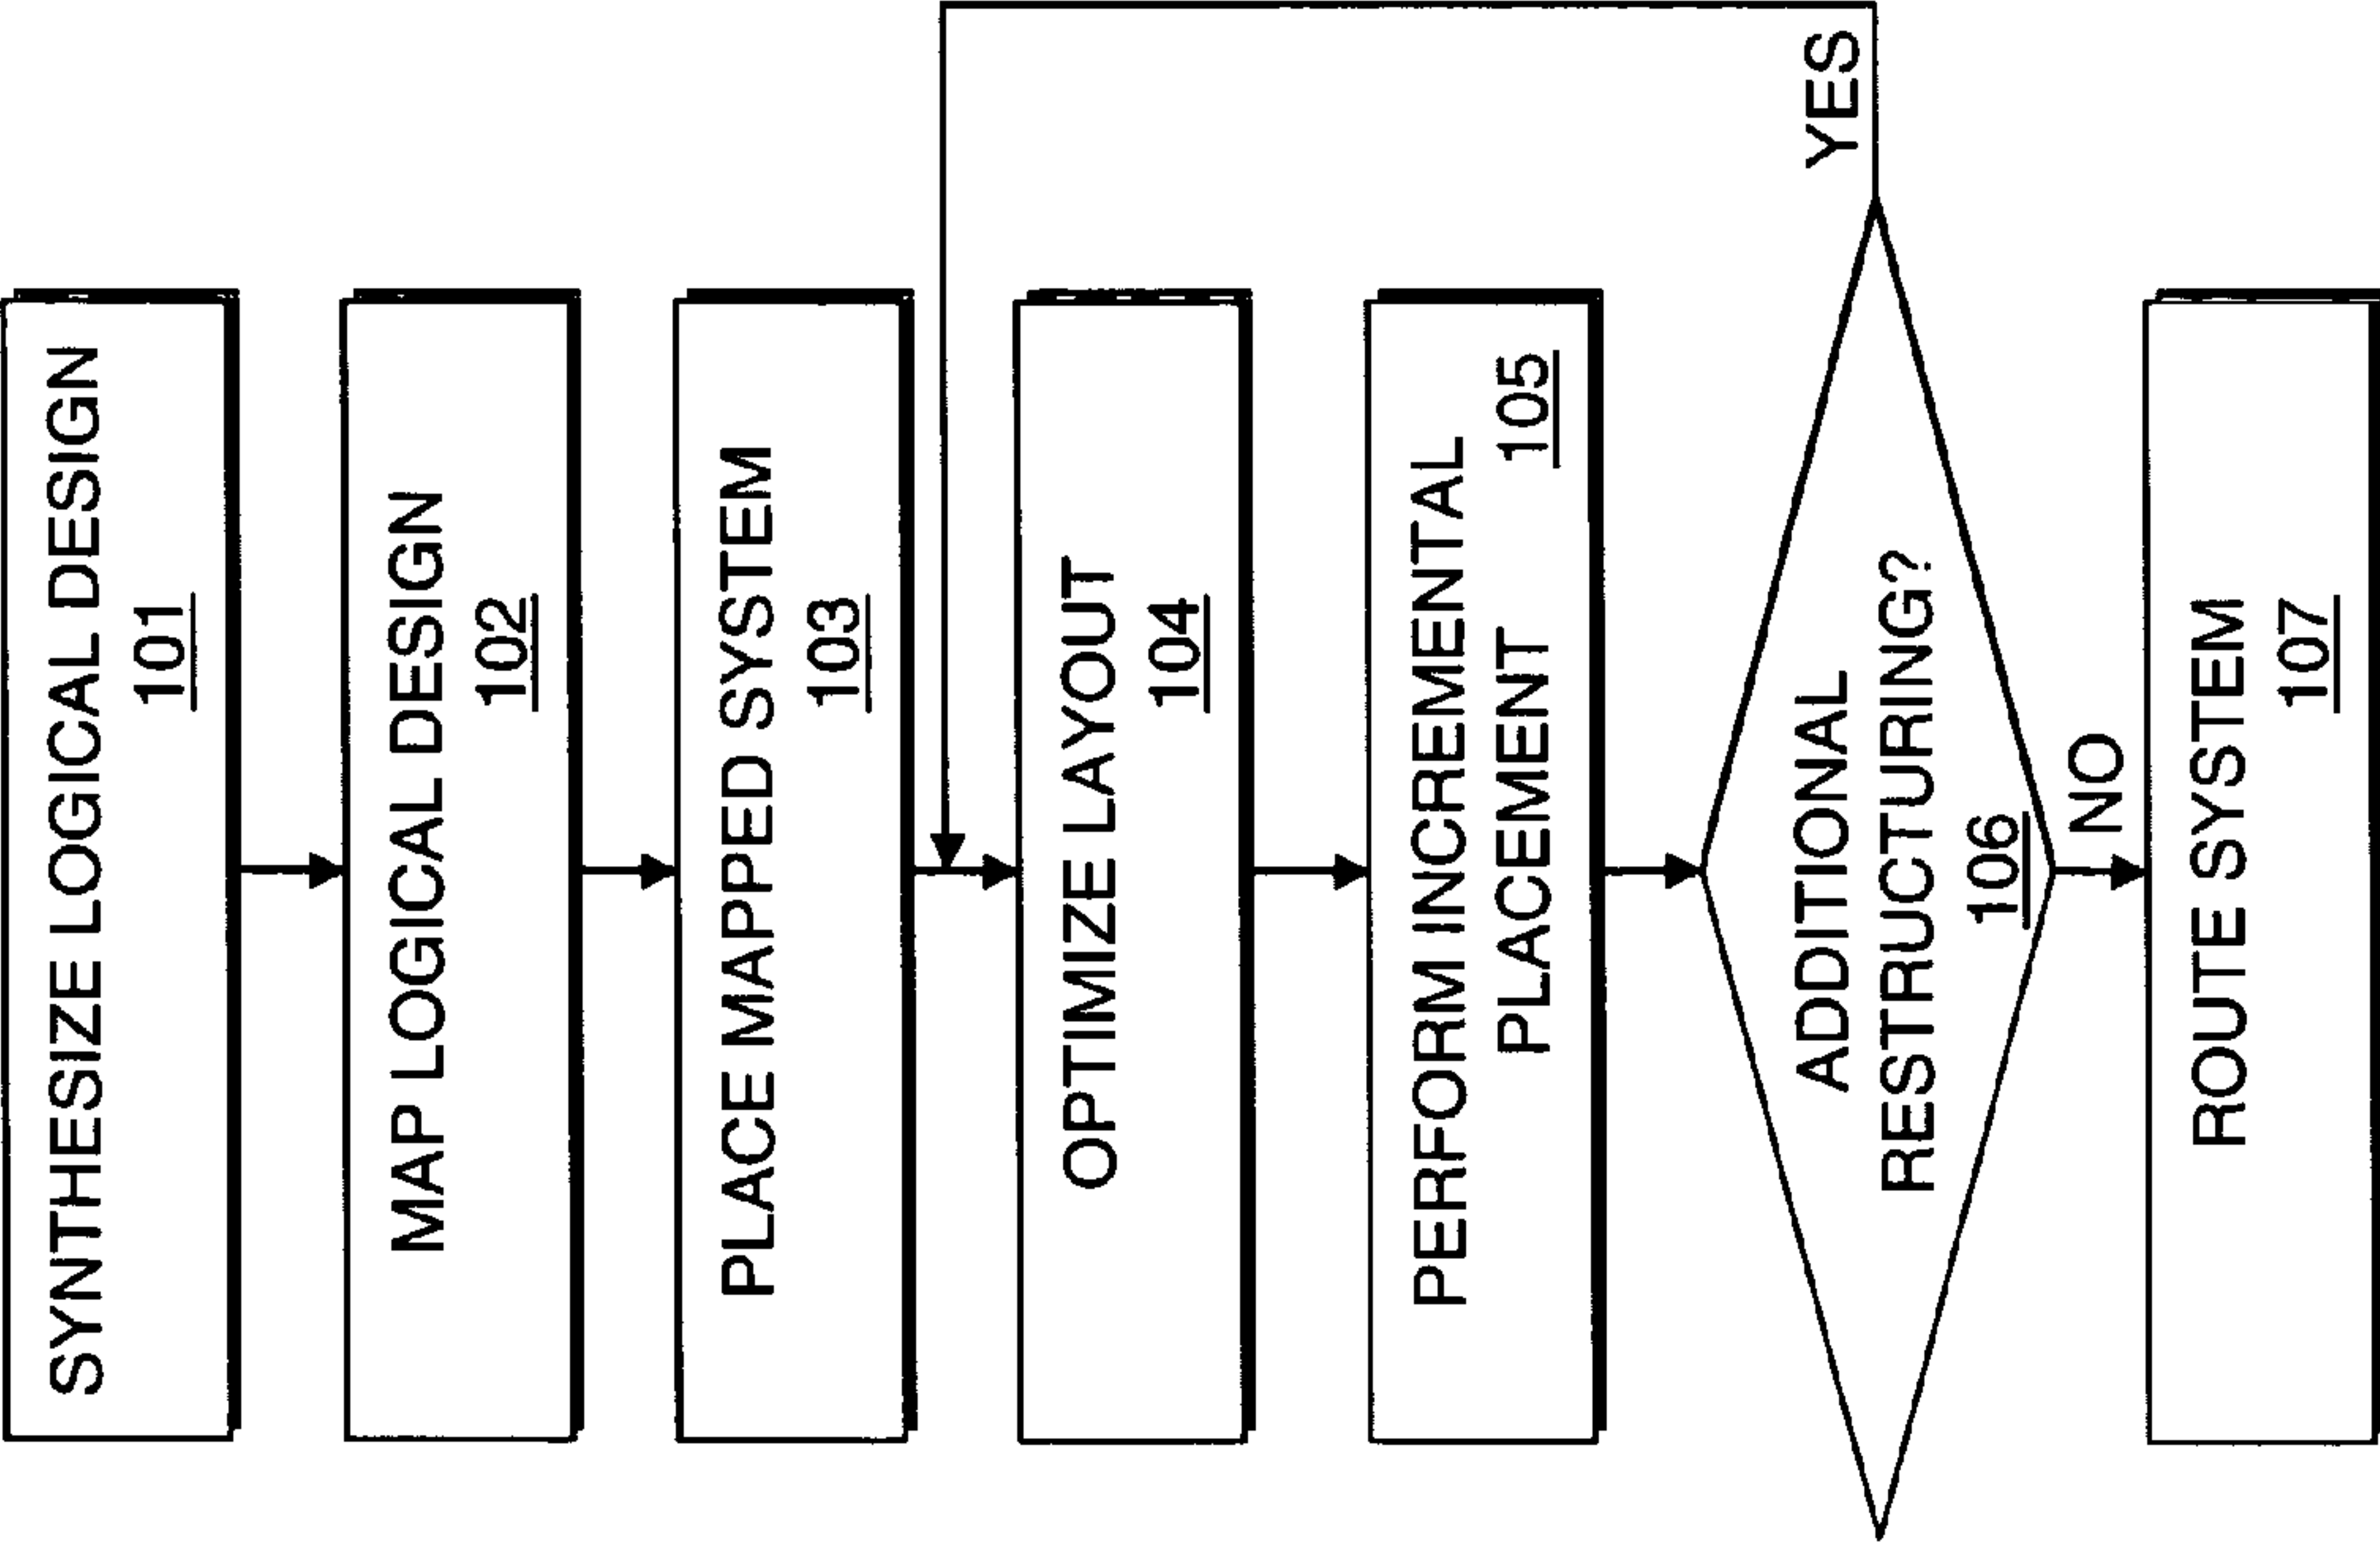 SYNTHESIZE LOGICAL DESIGN
101
MAP LOGICAL DESIGN
102
PLACE MAPPED SYSTEM
103
OPTIMIZE LAYOUT
104
PERFORM INCREMENTAL
PLACEMENT 105
ADDITIONAL
RESTRUCTURING?
106
YES
NO
ROUTE SYSTEM
107